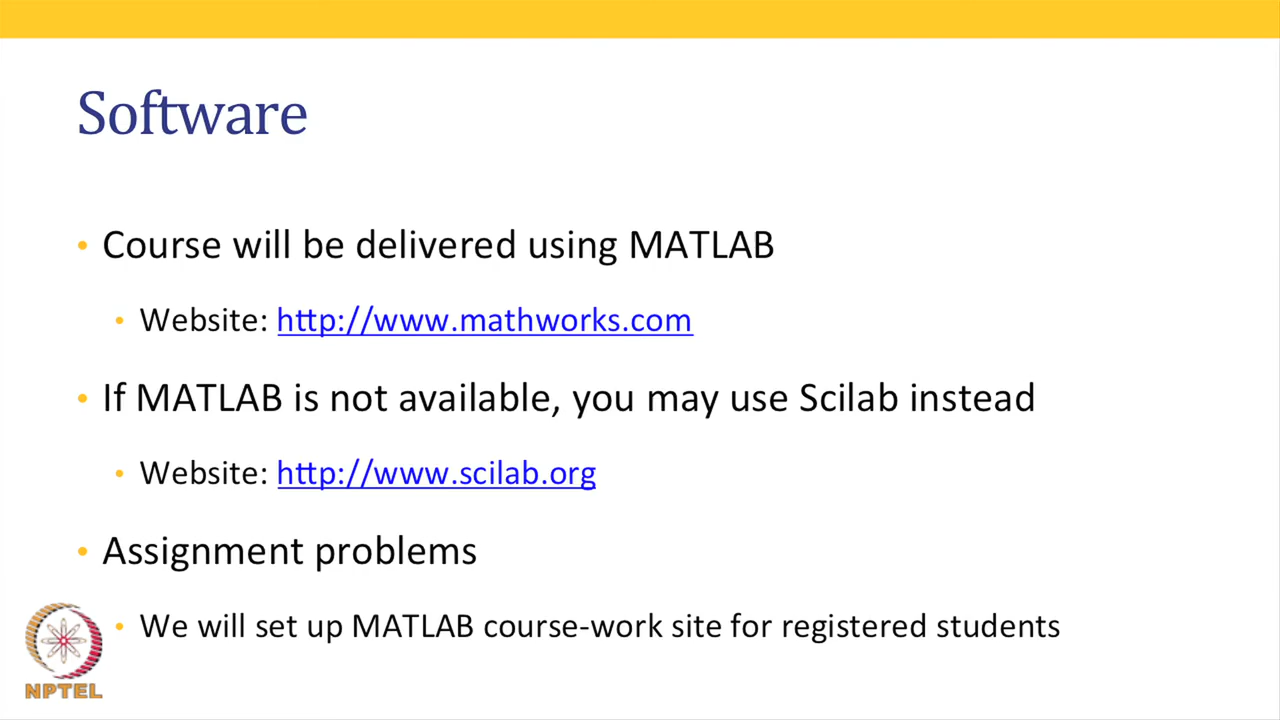 Software
• Course will be delivered using MATLAB
• Website: http://www.mathworks.com
• If MATLAB is not available, you may use Scilab instead
• Website: http://www.scilab.org
• Assignment problems
• We will set up MATLAB course-work site for registered students
NPTEL